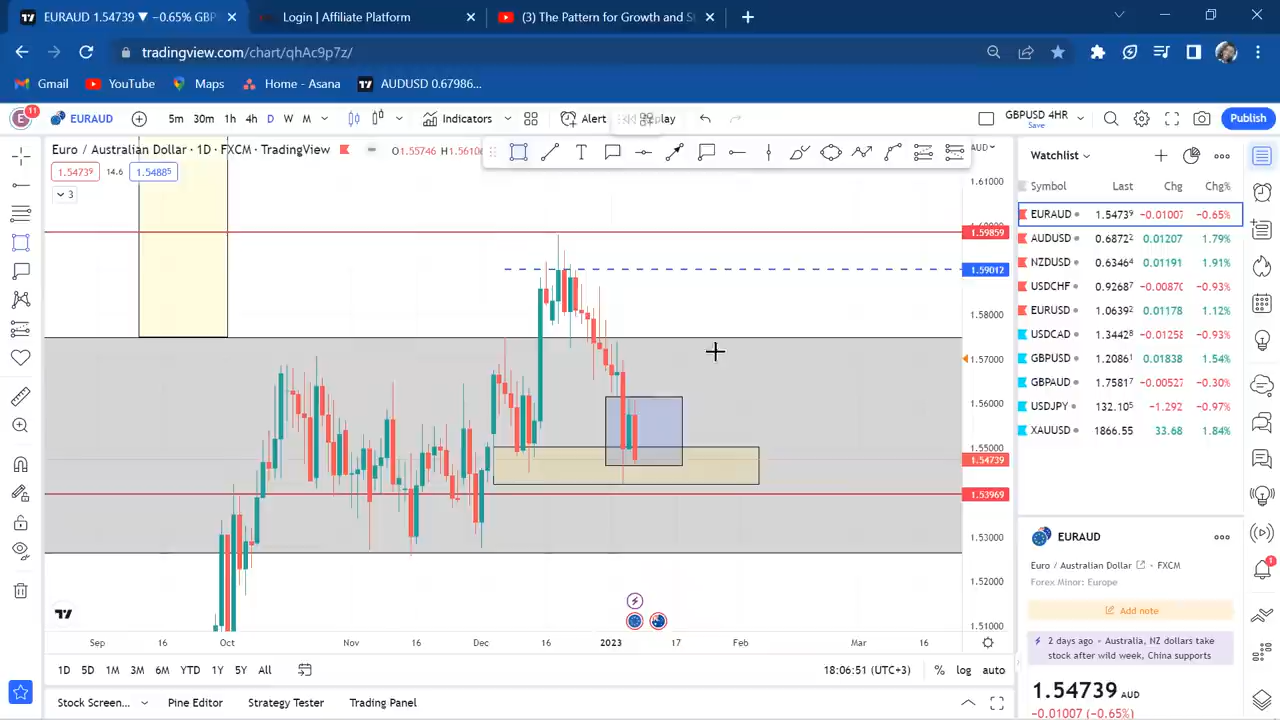 EURAUD 1.54739 ▼ −0.65% GBP
Login | Affiliate Platform
(3) The Pattern for Growth and S
tradingview.com/chart/qhAc9p7z/
Gmail
YouTube
Maps
Home - Asana
AUDUSD 0.67986...
E
11
EURAUD
5m 30m 1h 4h D W M
Indicators
Alert
GBPUSD 4HR
Save
Publish
Euro / Australian Dollar · 1D · FXCM · TradingView
O1.55746
1.54739
14.6
1.54885
3
AUD
1.61000
1.59859
1.59012
1.58000
1.57000
1.56000
1.55000
1.54739
1.53969
1.53000
1.52000
1.51000
Sep 16 Oct Nov 16 Dec 16 2023 17 Feb Mar 16
1D 5D 1M 3M 6M YTD 1Y 5Y All
18:06:51 (UTC+3)
% log auto
Stock Screen...
Pine Editor
Strategy Tester
Trading Panel
Watchlist
Symbol Last Chg Chg%
EURAUD 1.54739 −0.01007 −0.65%
AUDUSD 0.68722 0.01207 1.79%
NZDUSD 0.63464 0.01191 1.91%
USDCHF 0.92687 −0.00870 −0.93%
EURUSD 1.06392 0.01178 1.12%
USDCAD 1.34428 −0.01258 −0.93%
GBPUSD 1.20861 0.01838 1.54%
GBPAUD 1.75817 −0.00527 −0.30%
USDJPY 132.105 −1.292 −0.97%
XAUUSD 1866.55 33.68 1.84%
EURAUD
Euro / Australian Dollar · FXCM
Forex Minor: Europe
Add note
2 days ago · Australia, NZ dollars take
stock after wild week, China supports
1.54739 AUD
−0.01007 (−0.65%)
1